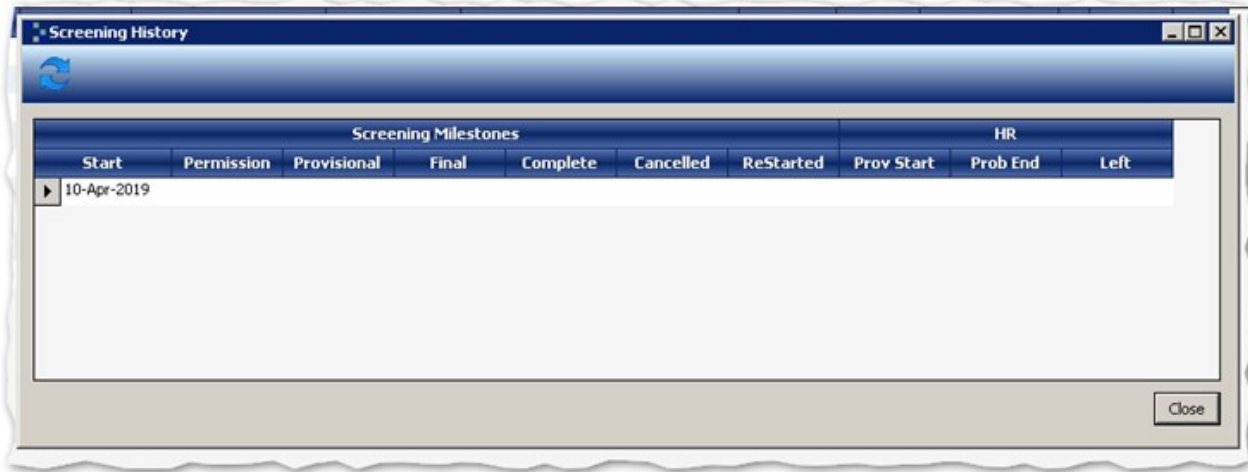 Screening History
Screening Milestones HR
Start Permission Provisional Final Complete Cancelled ReStarted Prov Start Prob End Left
10-Apr-2019
Close